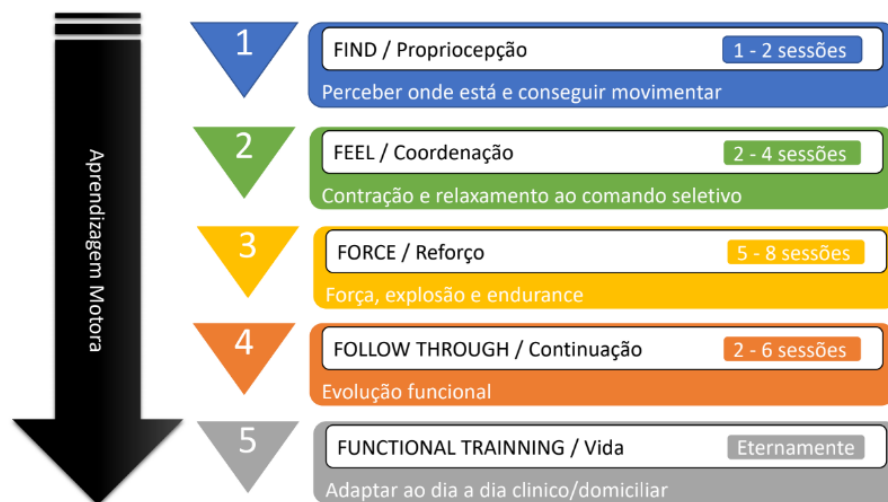 Aprendizagem Motora
1
FIND / Propriocepção
1 - 2 sessões
Perceber onde está e conseguir movimentar
2
FEEL / Coordenação
2 - 4 sessões
Contração e relaxamento ao comando seletivo
3
FORCE / Reforço
5 - 8 sessões
Força, explosão e endurance
4
FOLLOW THROUGH / Continuação
2 - 6 sessões
Evolução funcional
5
FUNCTIONAL TRAINNING / Vida
Eternamente
Adaptar ao dia a dia clinico/domiciliar